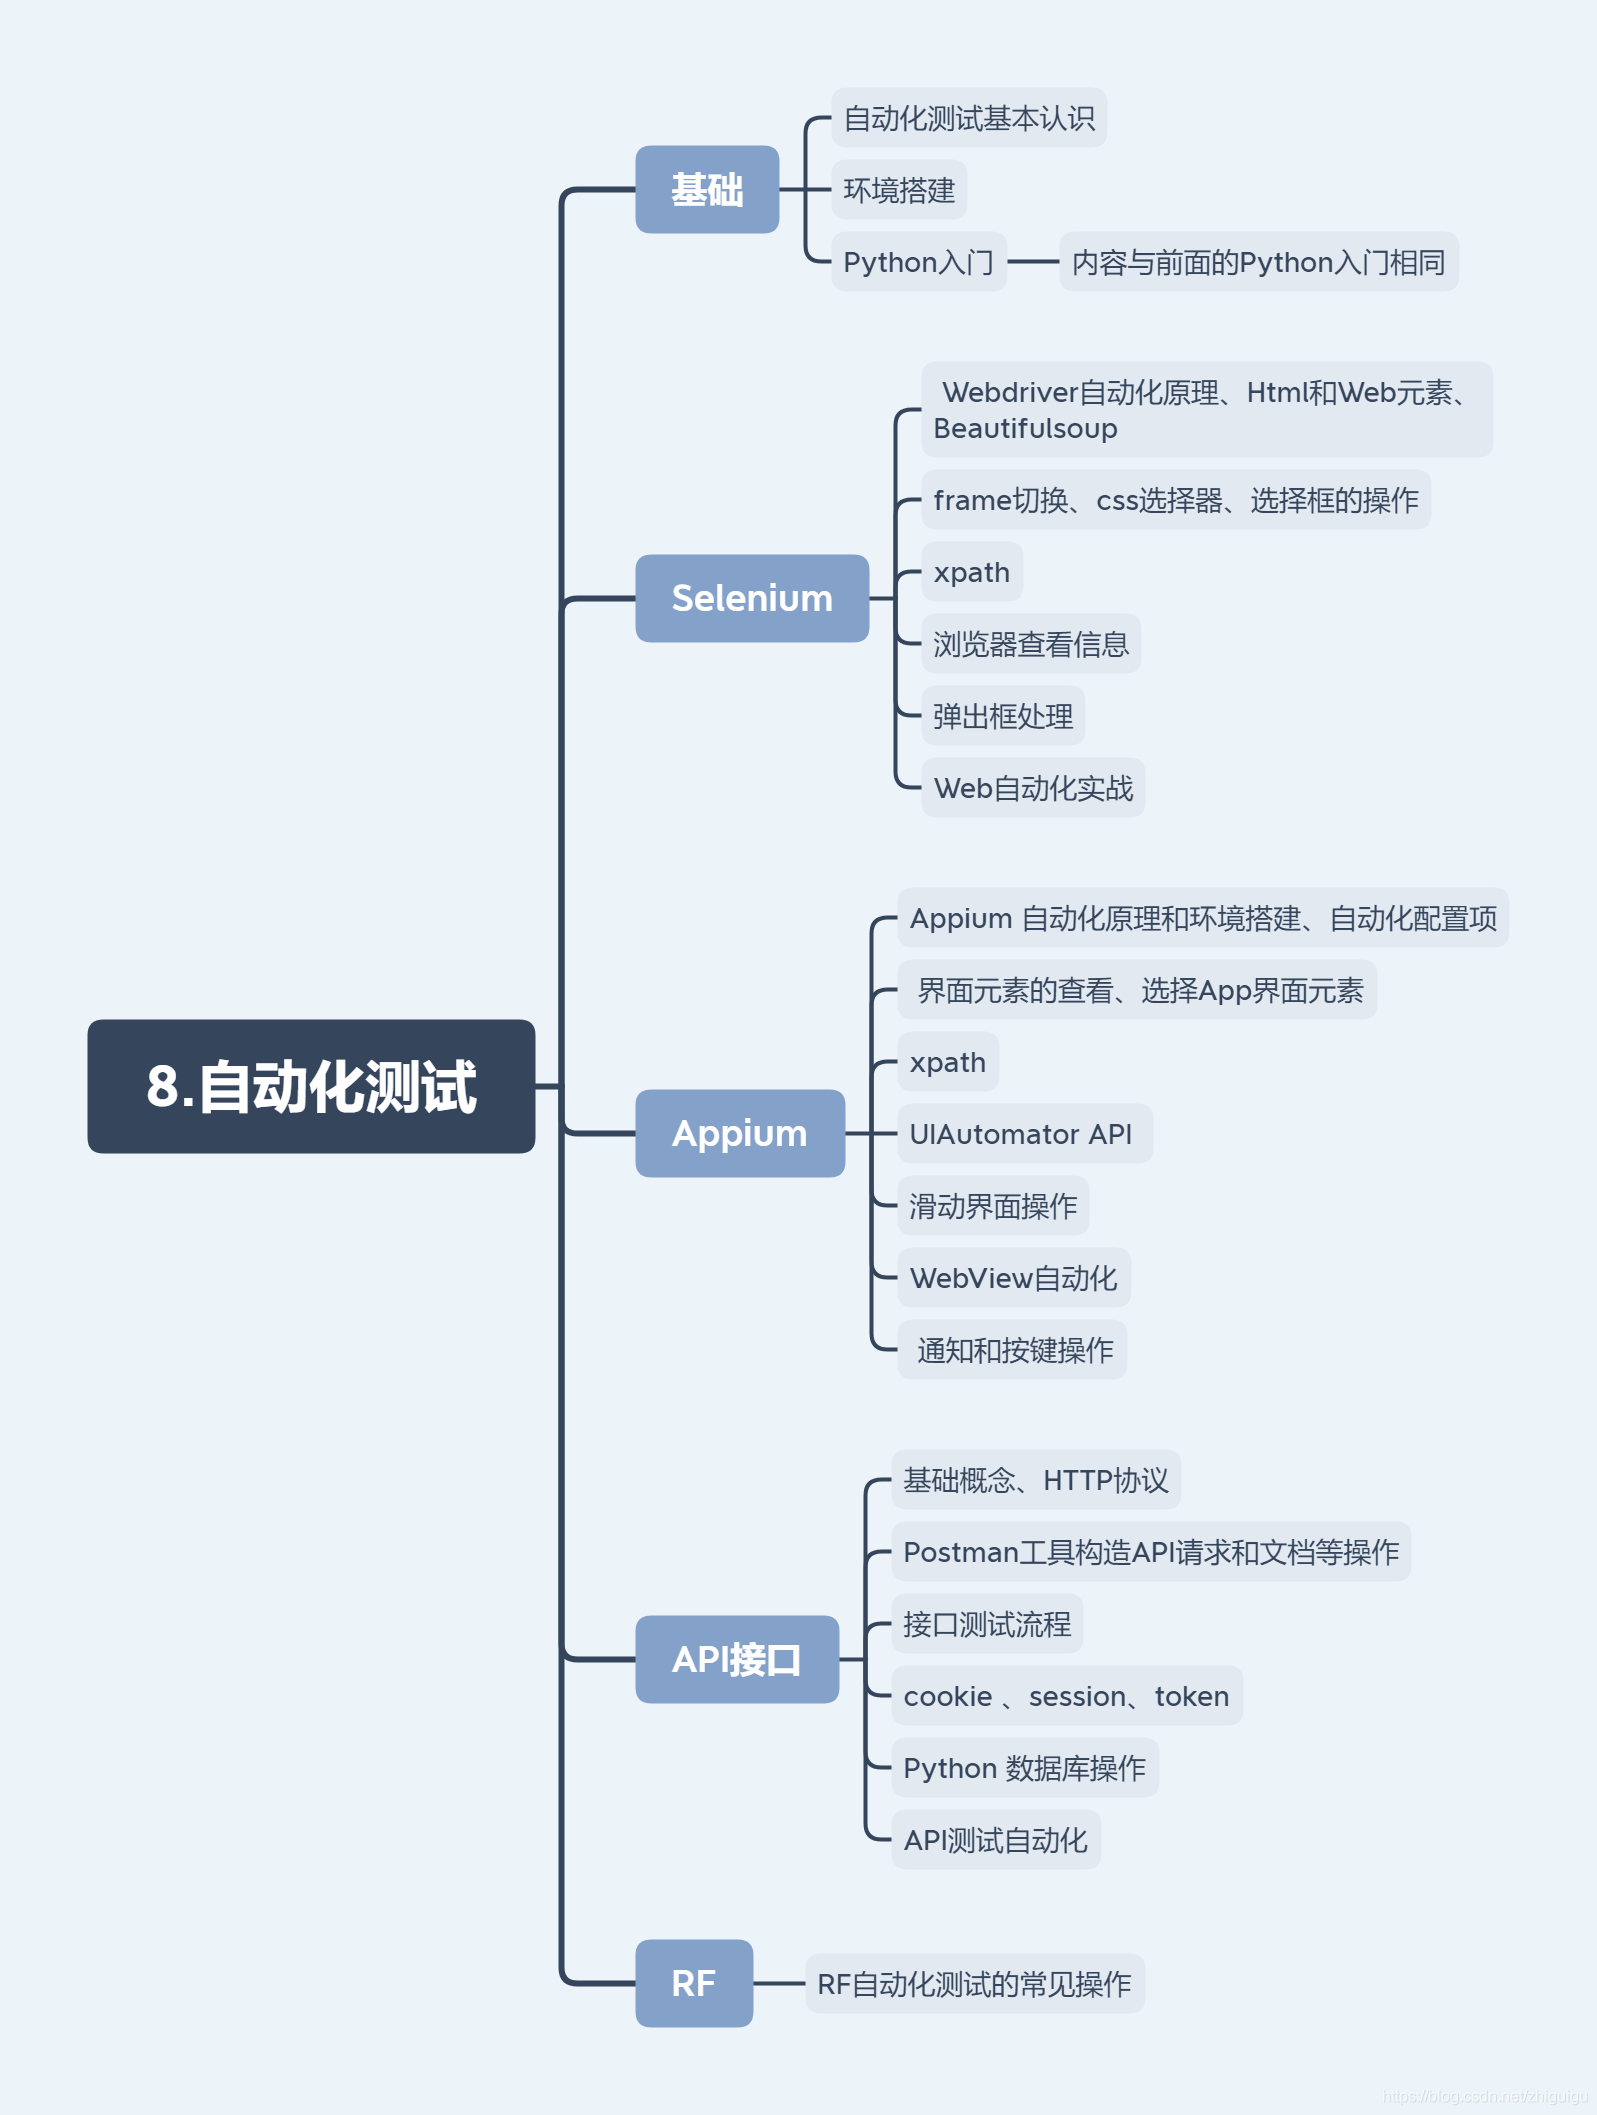 8.自动化测试
基础
自动化测试基本认识
环境搭建
Python入门
内容与前面的Python入门相同
Selenium
Webdriver自动化原理、Html和Web元素、
Beautifulsoup
frame切换、css选择器、选择框的操作
xpath
浏览器查看信息
弹出框处理
Web自动化实战
Appium
Appium 自动化原理和环境搭建、自动化配置项
界面元素的查看、选择App界面元素
xpath
UIAutomator API
滑动界面操作
WebView自动化
通知和按键操作
API接口
基础概念、HTTP协议
Postman工具构造API请求和文档等操作
接口测试流程
cookie 、session、token
Python 数据库操作
API测试自动化
RF
RF自动化测试的常见操作
https://blog.csdn.net/zhiguigu